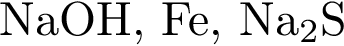 NaOH, Fe, Na₂S